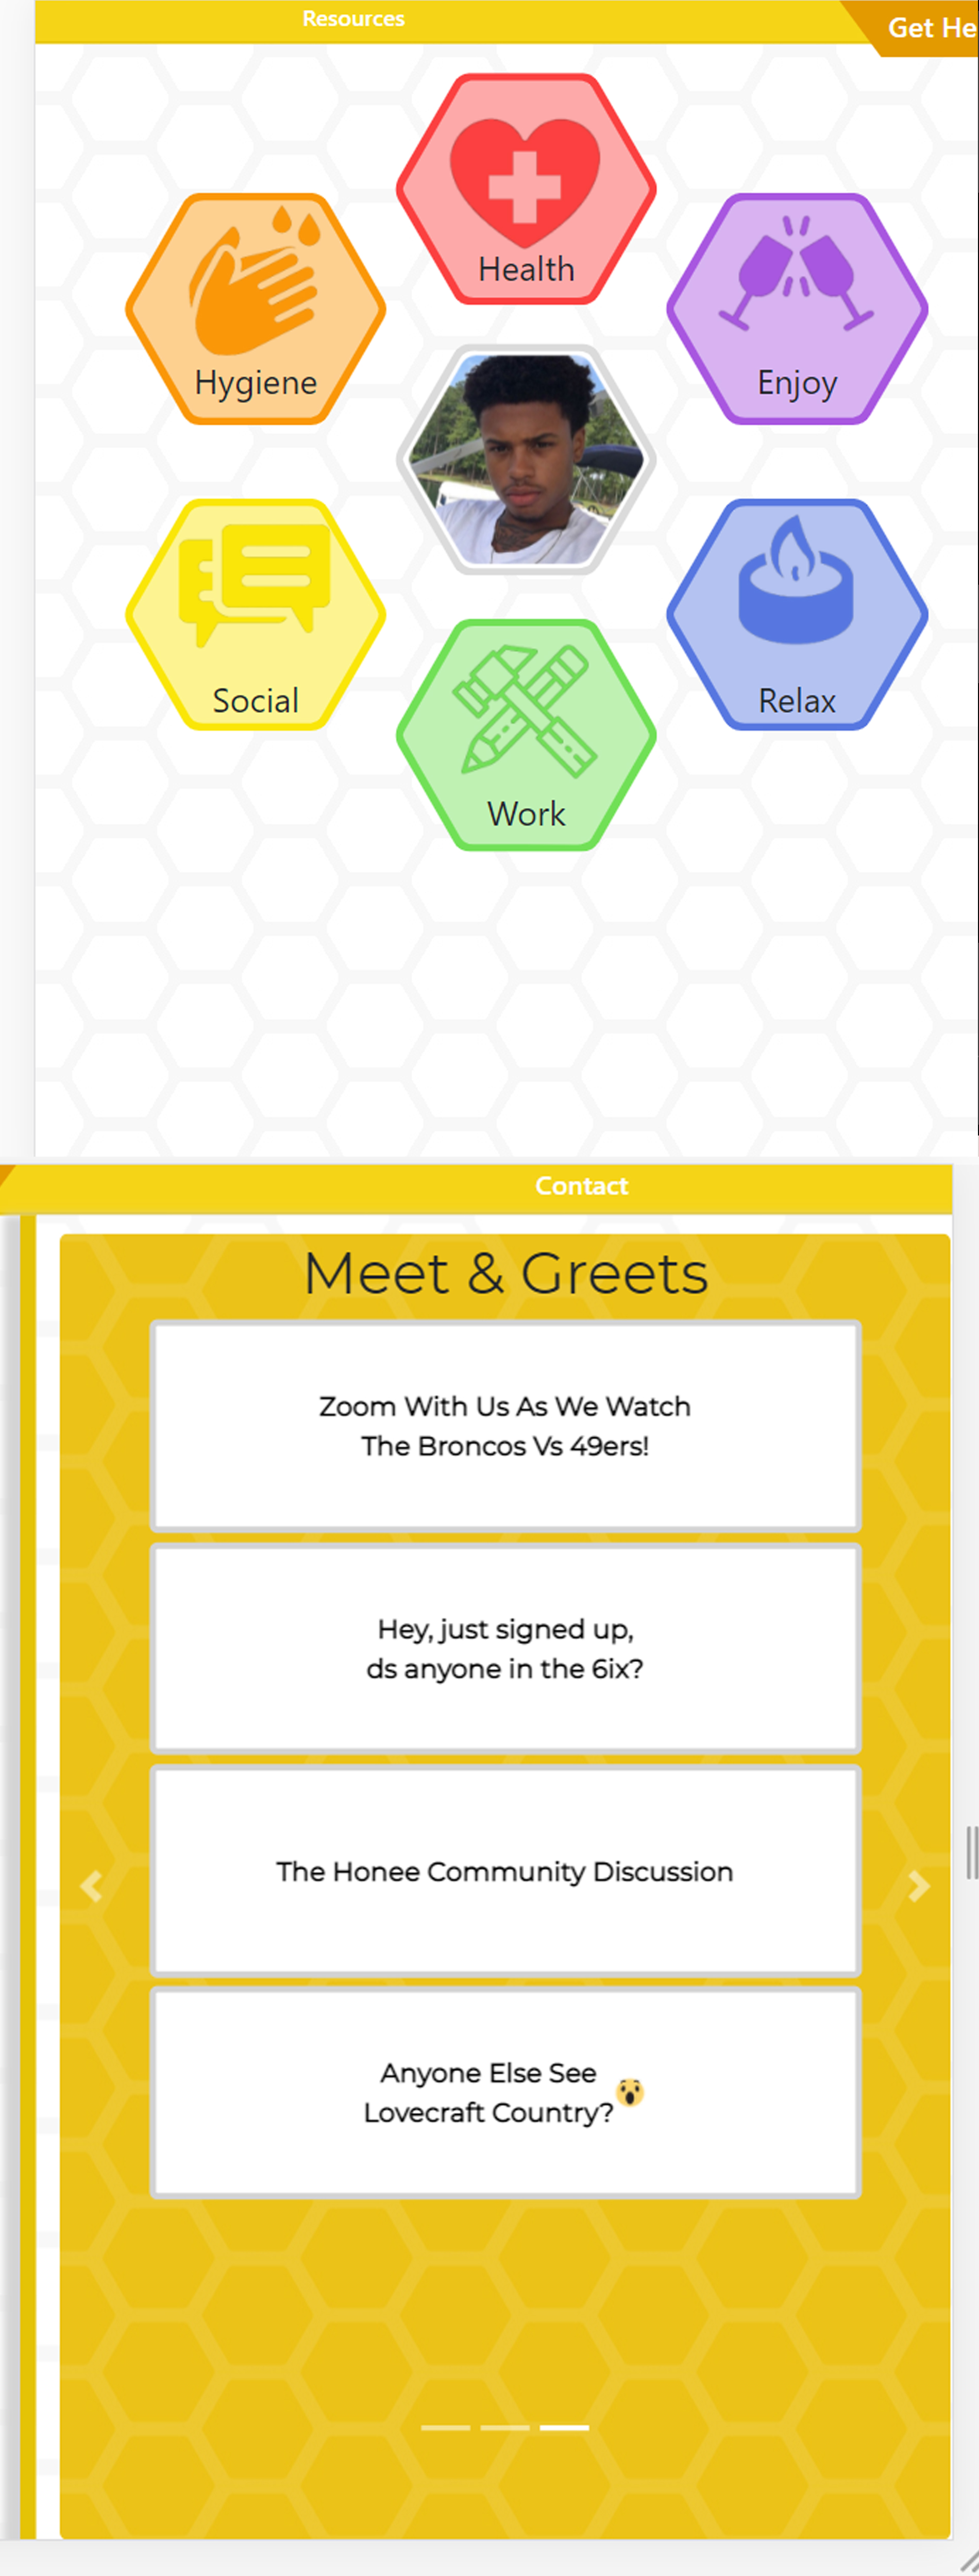 Resources
Get He
Health
Hygiene
Enjoy
Social
Relax
Work
Contact
Meet & Greets
Zoom With Us As We Watch
The Broncos Vs 49ers!
Hey, just signed up,
ds anyone in the 6ix?
The Honee Community Discussion
Anyone Else See
Lovecraft Country?😮